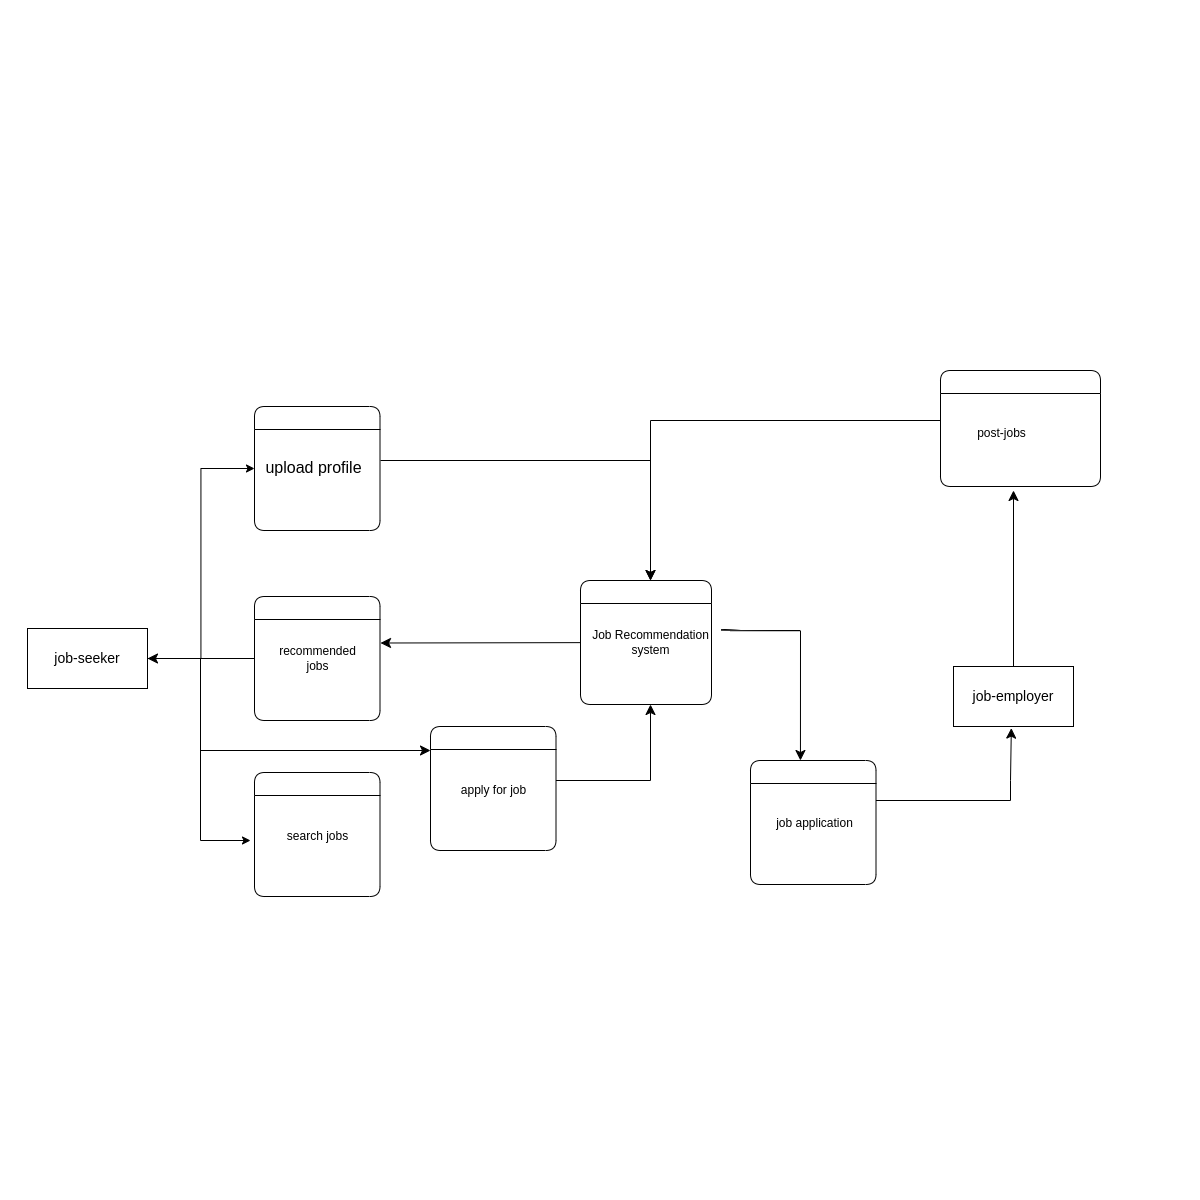 post-jobs
upload profile
Job Recommendation
system
recommended
jobs
job-seeker
job-employer
apply for job
job application
search jobs